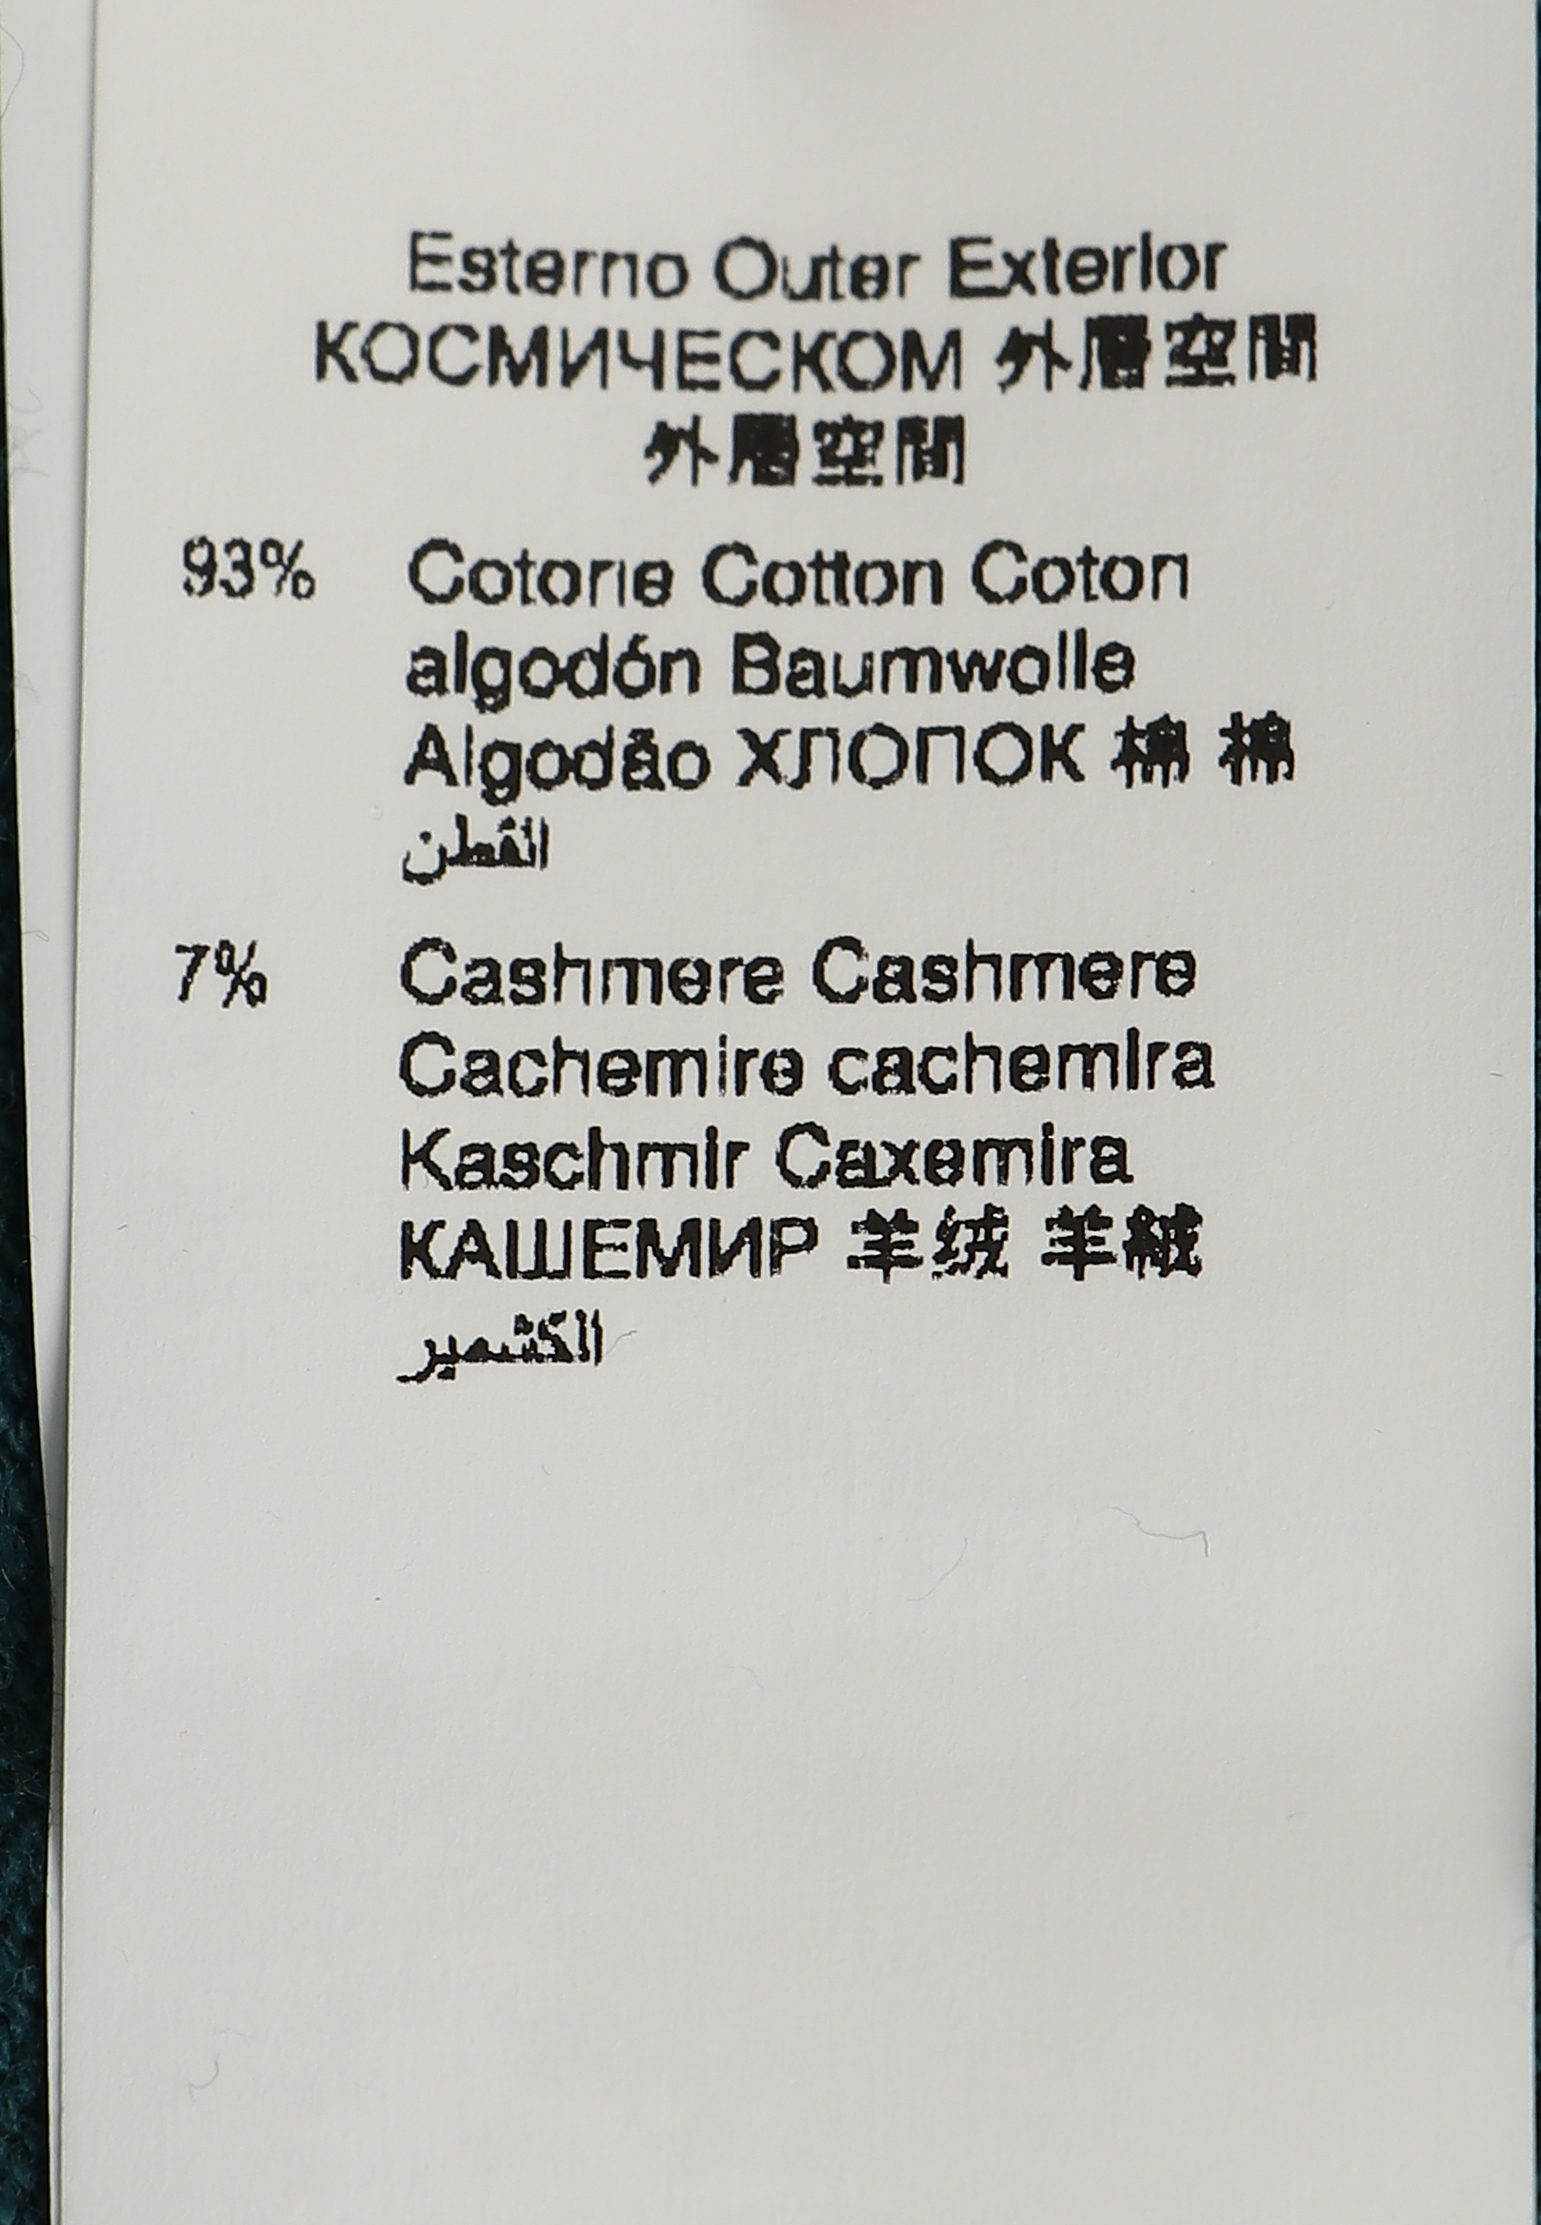 Esterno Outer Exterior
КОСМИЧЕСКОМ 外層空間
外層空間
93% Cotone Cotton Coton
algodón Baumwolle
Algodão ХЛОПОК 棉 棉
القطن
7% Cashmere Cashmere
Cachemire cachemira
Kaschmir Caxemira
КАШЕМИР 羊绒 羊絨
الكشمير